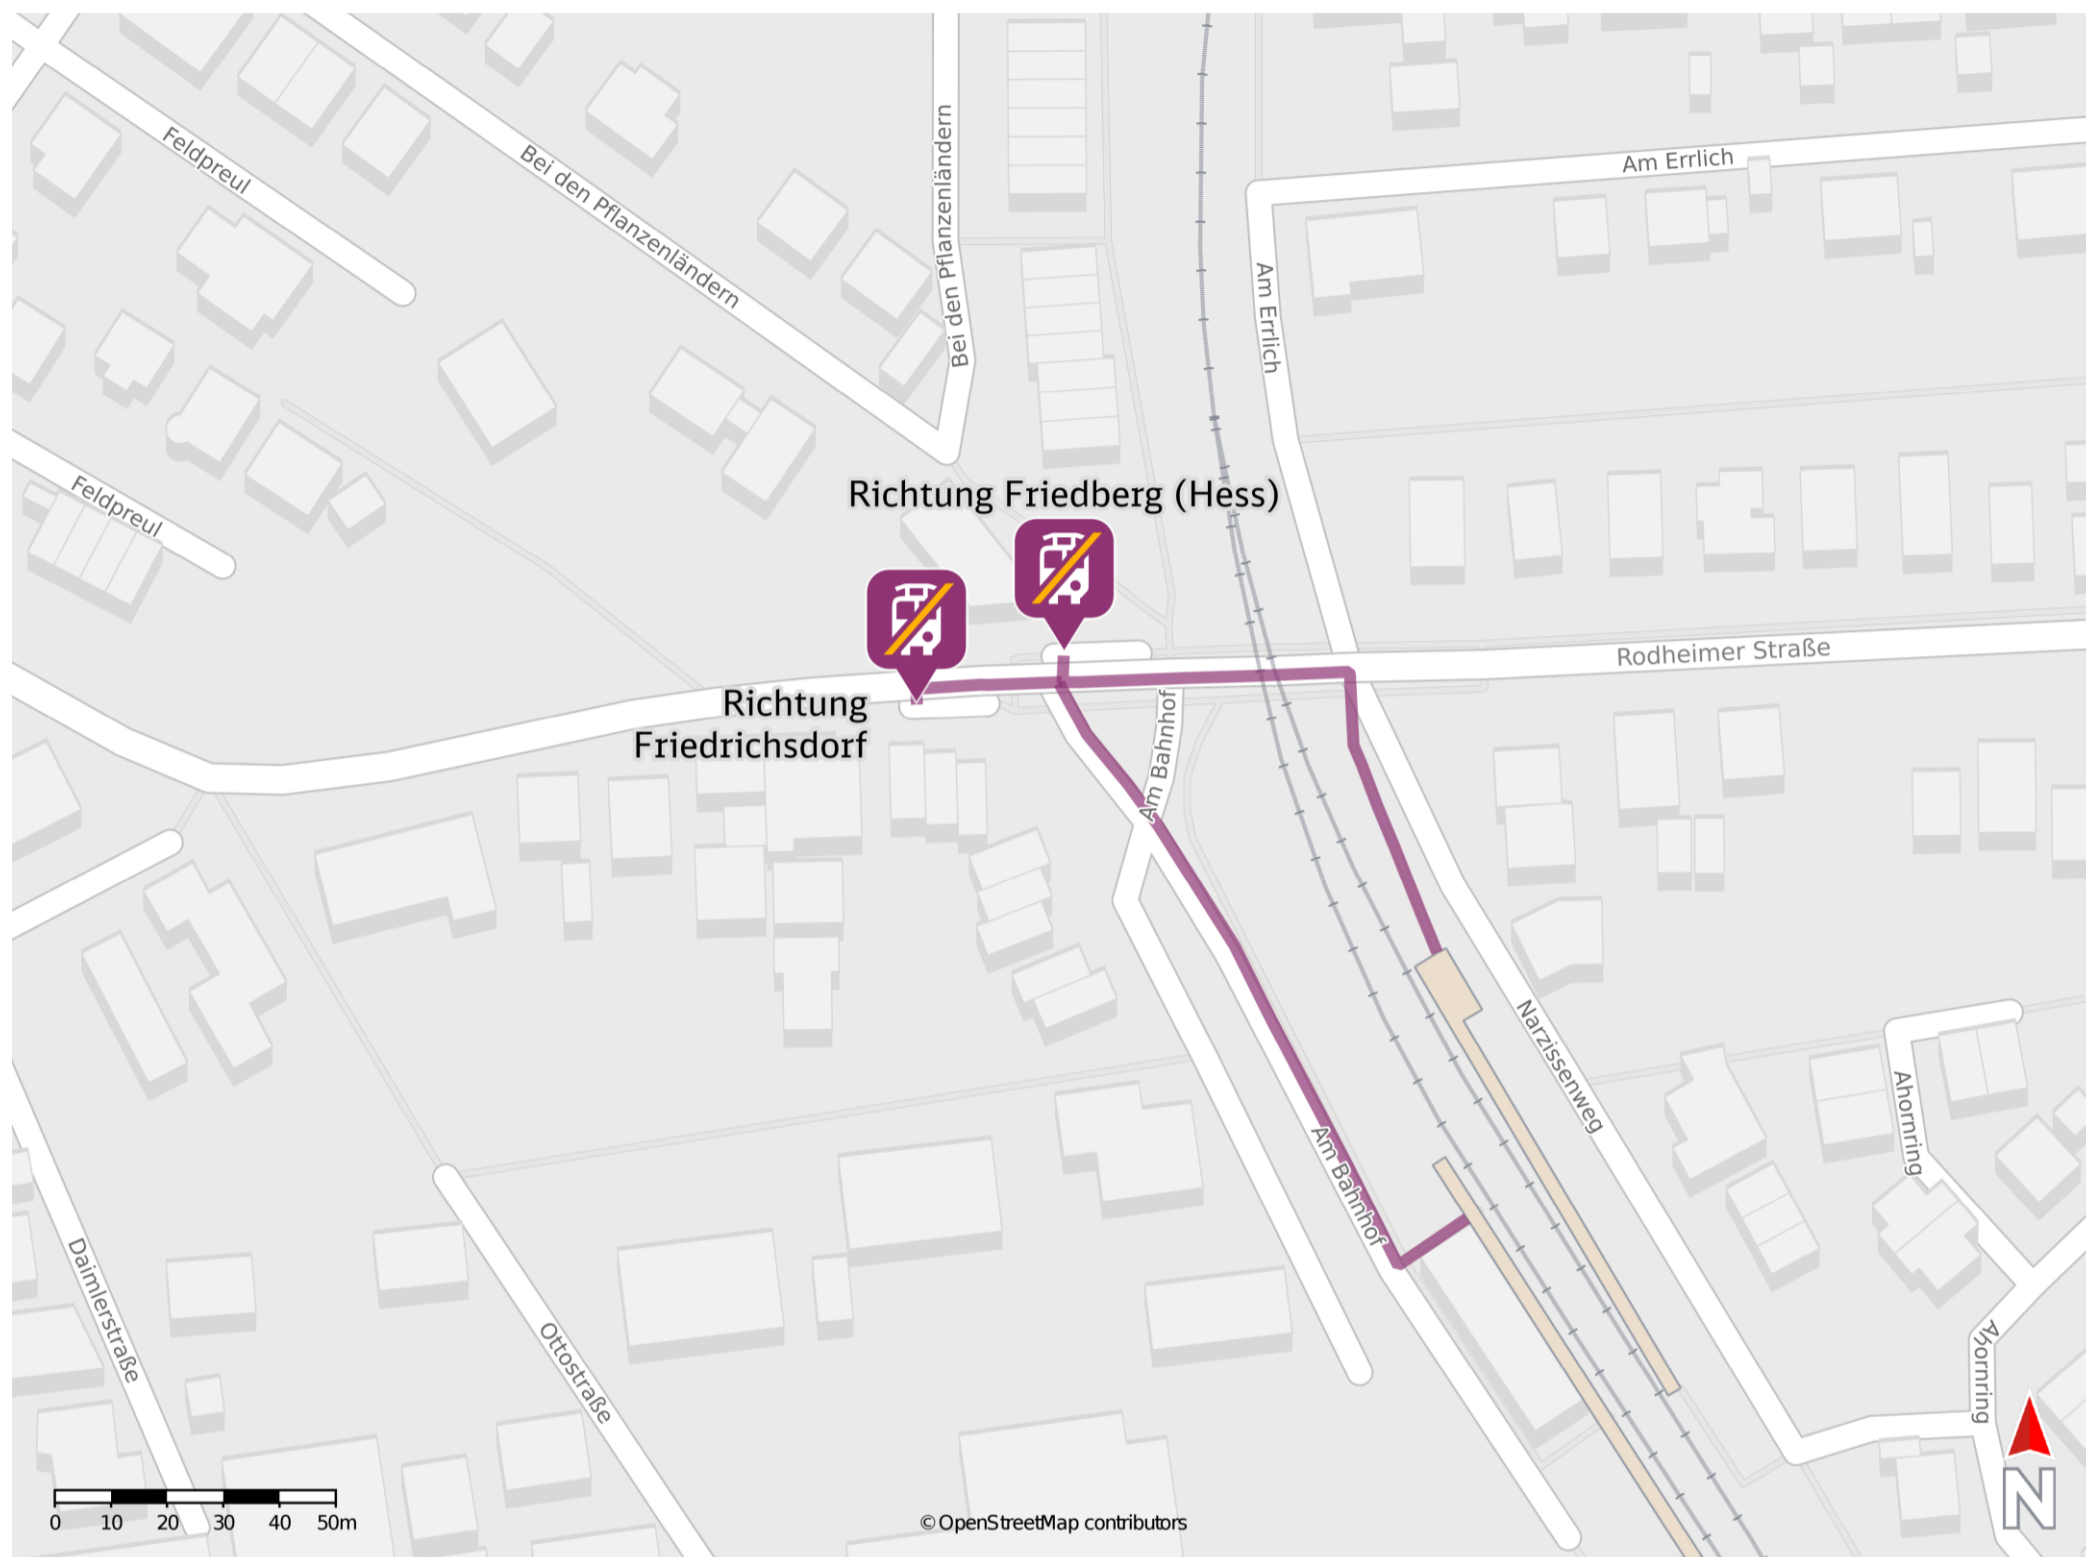 Feldpreul
Bei den Pflanzenländern
Bei den Pflanzenländern
Am Errlich
Am Errlich
Feldpreul
Richtung Friedberg (Hess)
Rodheimer Straße
Richtung
Friedrichsdorf
Am Bahnhof
Narzissenweg
Ahornring
Am Bahnhof
Daimlerstraße
Ottostraße
Ahornring
0 10 20 30 40 50m
© OpenStreetMap contributors
N